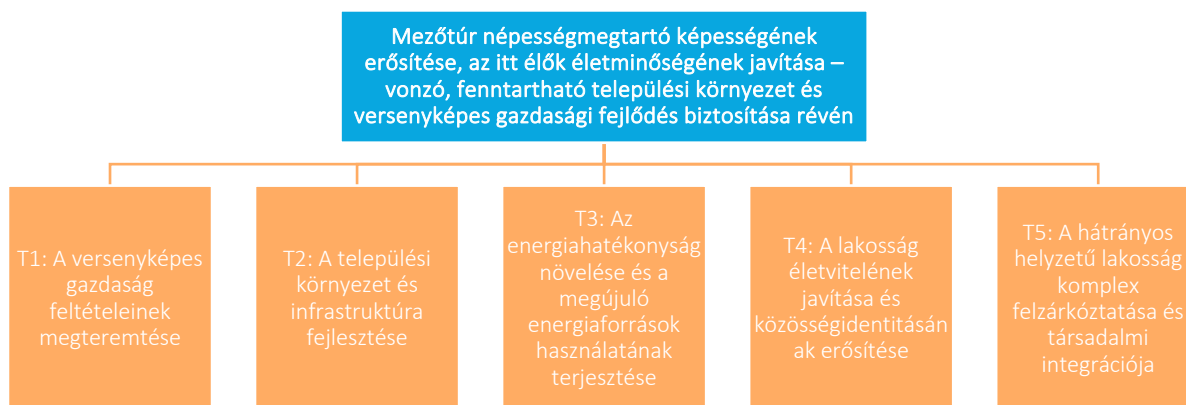 Mezőtúr népességmegtartó képességének
erősítése, az itt élők életminőségének javítása –
vonzó, fenntartható települési környezet és
versenyképes gazdasági fejlődés biztosítása révén
T1: A versenyképes
gazdaság
feltételeinek
megteremtése
T2: A települési
környezet és
infrastruktúra
fejlesztése
T3: Az
energiahatékonyság
növelése és a
megújuló
energiaforrások
használatának
terjesztése
T4: A lakosság
életvitelének
javítása és
közösségidentitásán
ak erősítése
T5: A hátrányos
helyzetű lakosság
komplex
felzárkóztatása és
társadalmi
integrációja